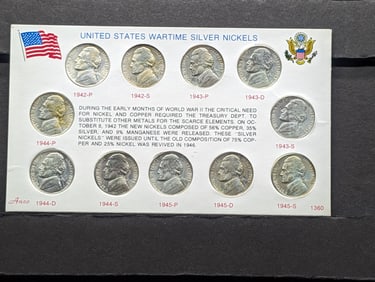 UNITED STATES WARTIME SILVER NICKELS
1942-P 1942-S 1943-P 1943-D
DURING THE EARLY MONTHS OF WORLD WAR II THE CRITICAL NEED
FOR NICKEL AND COPPER REQUIRED THE TREASURY DEPT. TO
SUBSTITUTE OTHER METALS FOR THE SCARCE ELEMENTS. ON OC-
TOBER 8, 1942 THE NEW NICKELS COMPOSED OF 56% COPPER, 35%
SILVER, AND 9% MANGANESE WERE RELEASED. THESE "SILVER
NICKELS" WERE ISSUED UNTIL THE OLD COMPOSITION OF 75% COP-
PER AND 25% NICKEL WAS REVIVED IN 1946.
1944-P 1943-S
1944-D 1944-S 1945-P 1945-D 1945-S
1360